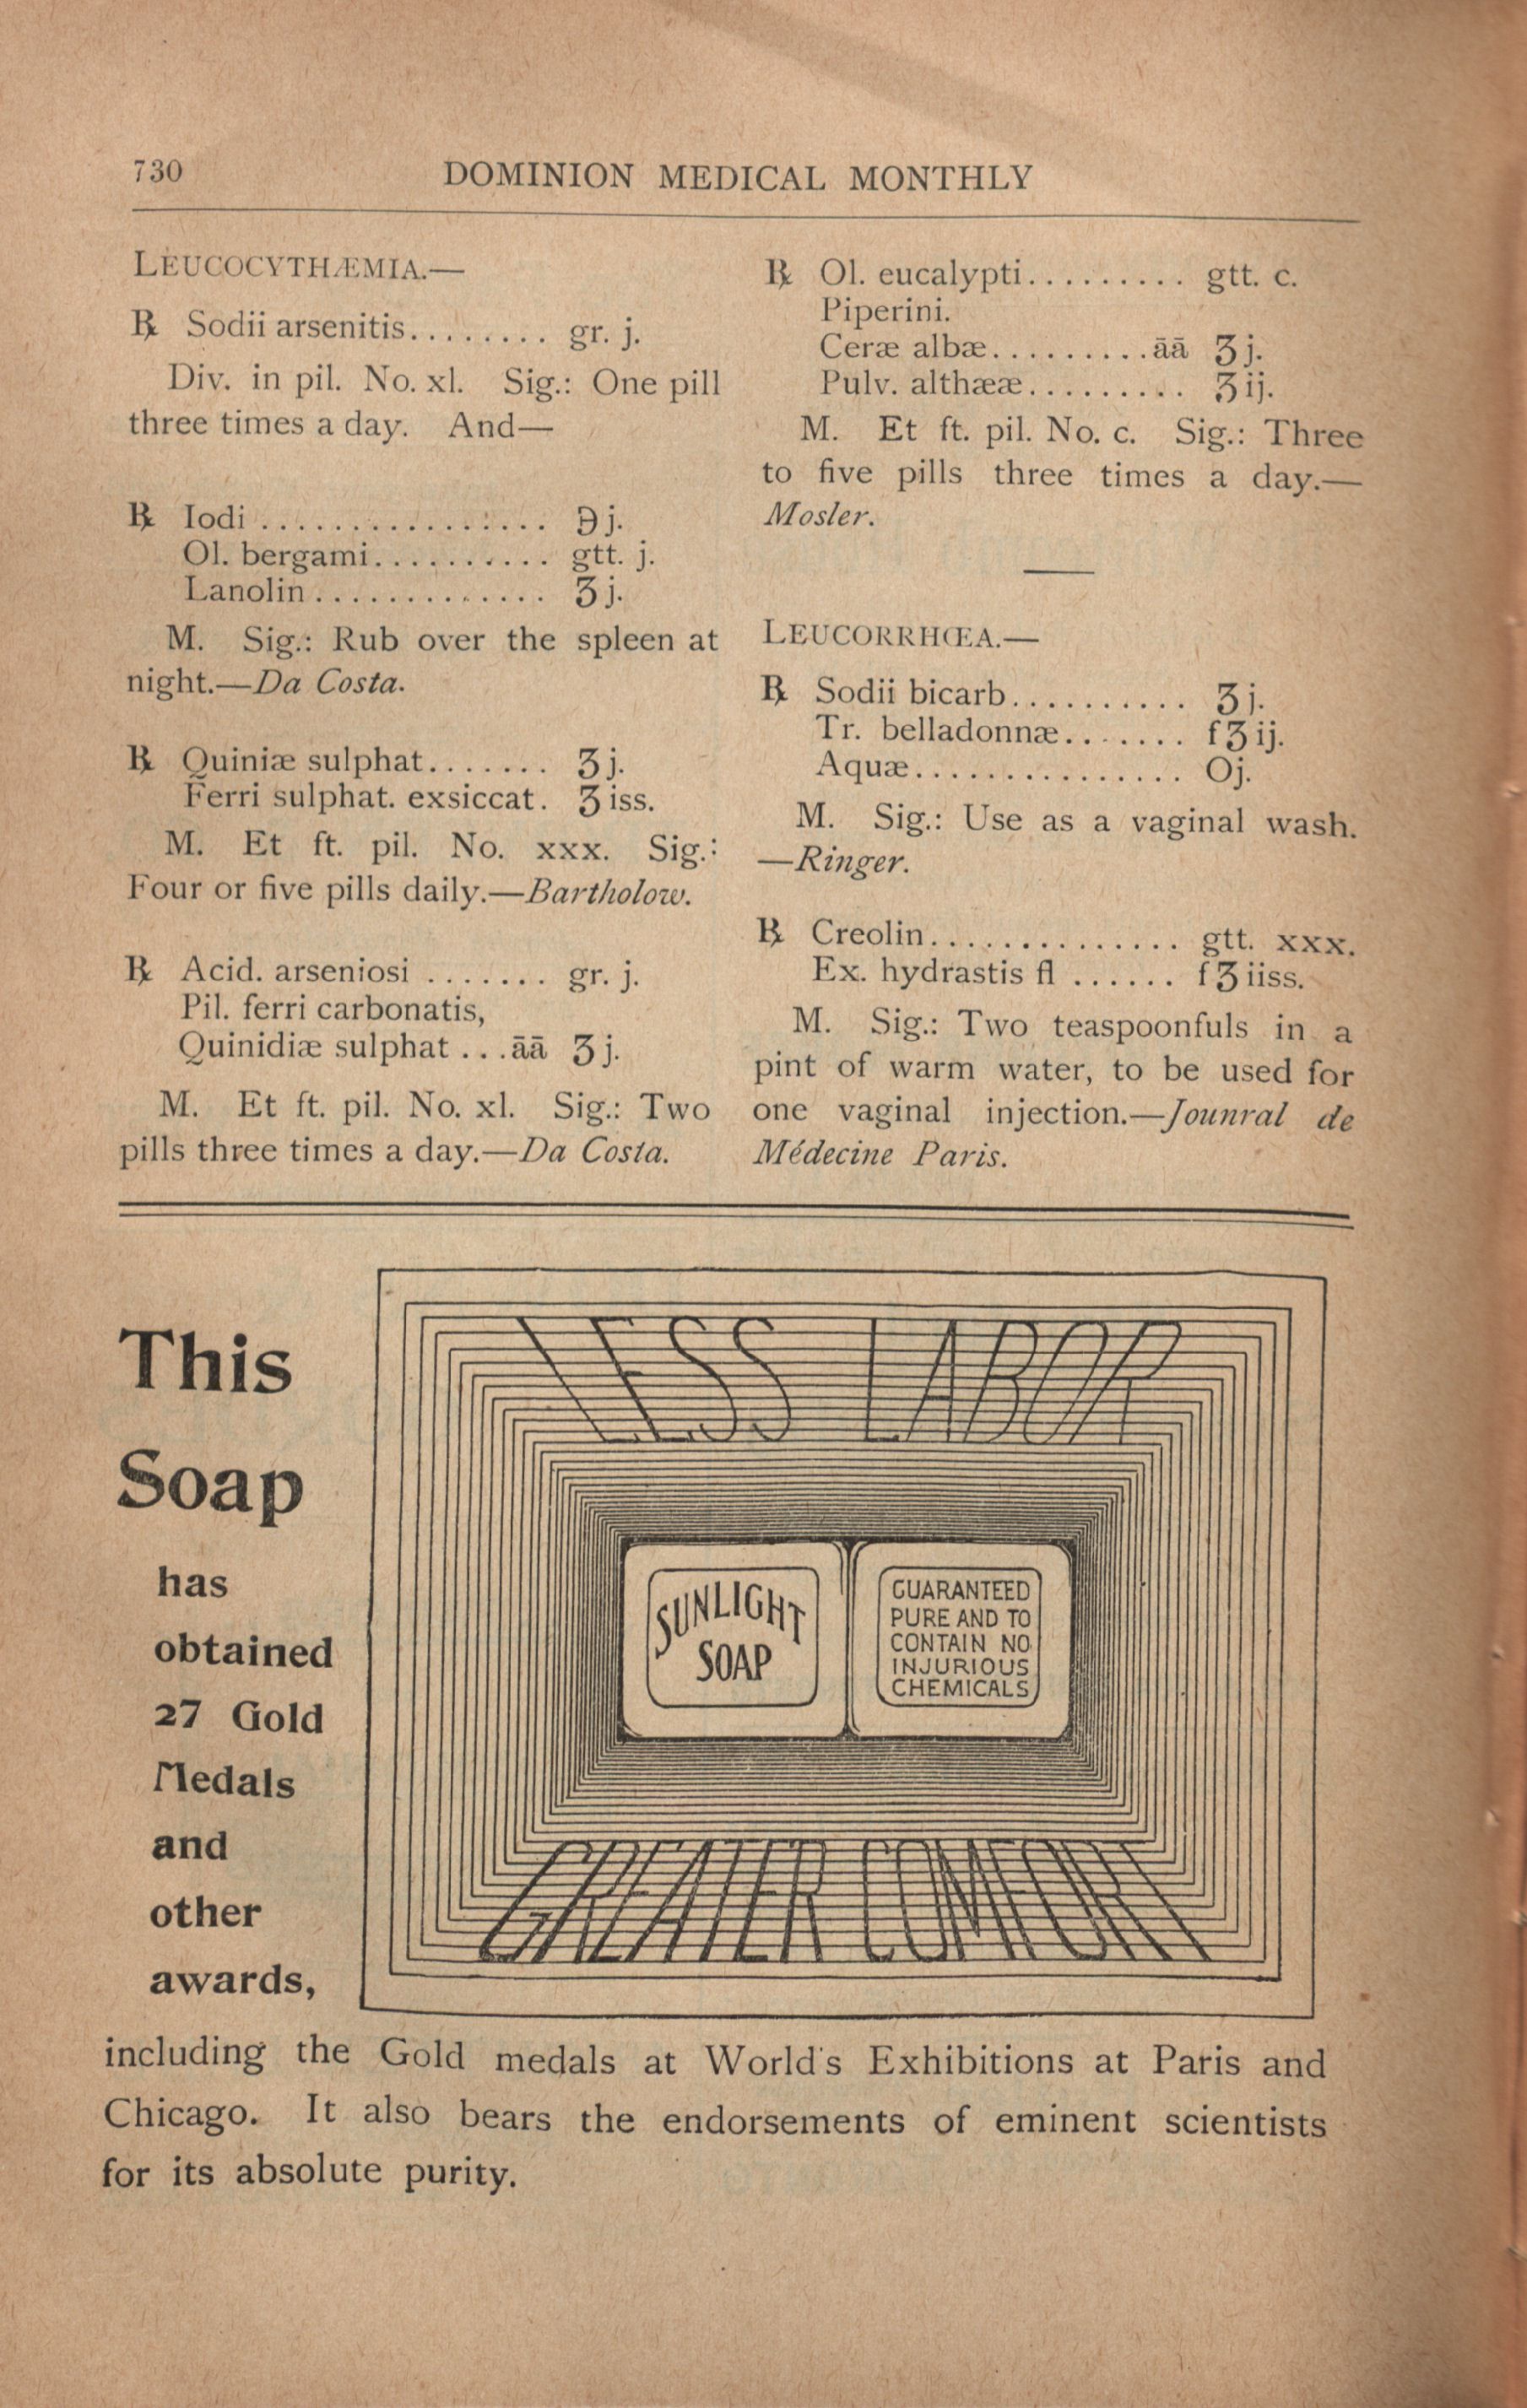 730
DOMINION MEDICAL MONTHLY
LEUCOCYTHÆMIA.—
℞ Sodii arsenitis........ gr. j.
Div. in pil. No. xl. Sig.: One pill
three times a day. And—
℞ Iodi ................ ℈j.
Ol. bergami.......... gtt. j.
Lanolin............. ʒj.
M. Sig.: Rub over the spleen at
night.—Da Costa.
℞ Quiniæ sulphat....... ʒj.
Ferri sulphat. exsiccat. ʒiss.
M. Et ft. pil. No. xxx. Sig.:
Four or five pills daily.—Bartholow.
℞ Acid. arseniosi ....... gr. j.
Pil. ferri carbonatis,
Quinidiæ sulphat ...āā ʒj.
M. Et ft. pil. No. xl. Sig.: Two
pills three times a day.—Da Costa.
℞ Ol. eucalypti......... gtt. c.
Piperini.
Ceræ albæ.........āā ʒj.
Pulv. althææ......... ʒij.
M. Et ft. pil. No. c. Sig.: Three
to five pills three times a day.—
Mosler.
LEUCORRHŒA.—
℞ Sodii bicarb.......... ʒj.
Tr. belladonnæ....... fʒij.
Aquæ............... Oj.
M. Sig.: Use as a vaginal wash.
—Ringer.
℞ Creolin.............. gtt. xxx.
Ex. hydrastis fl ...... fʒiiss.
M. Sig.: Two teaspoonfuls in a
pint of warm water, to be used for
one vaginal injection.—Jounral de
Médecine Paris.
This
Soap
has
obtained
27 Gold
Medals
and
other
awards,
LESS LABOR
SUNLIGHT
SOAP
GUARANTEED
PURE AND TO
CONTAIN NO
INJURIOUS
CHEMICALS
GREATER COMFORT
including the Gold medals at World's Exhibitions at Paris and
Chicago. It also bears the endorsements of eminent scientists
for its absolute purity.